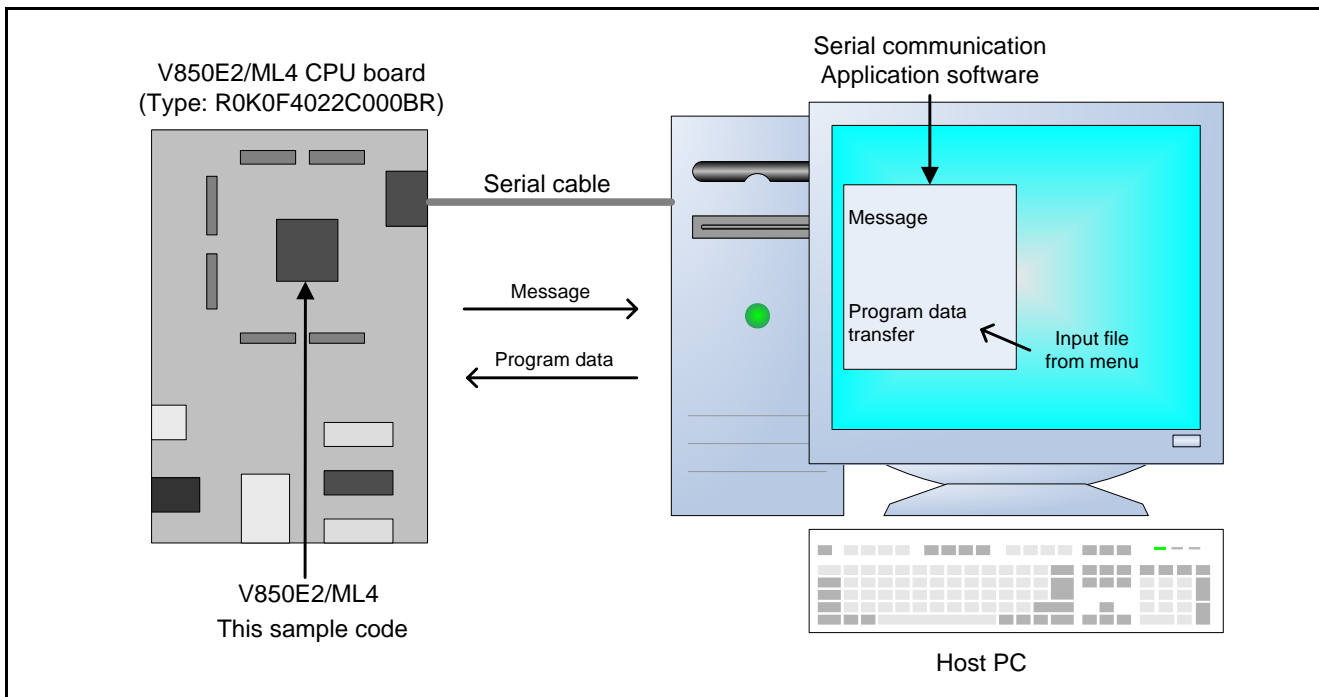 V850E2/ML4 CPU board
(Type: R0K0F4022C000BR)
Serial communication
Application software
Serial cable
Message
Program data
Message
Program data
transfer
Input file
from menu
V850E2/ML4
This sample code
Host PC